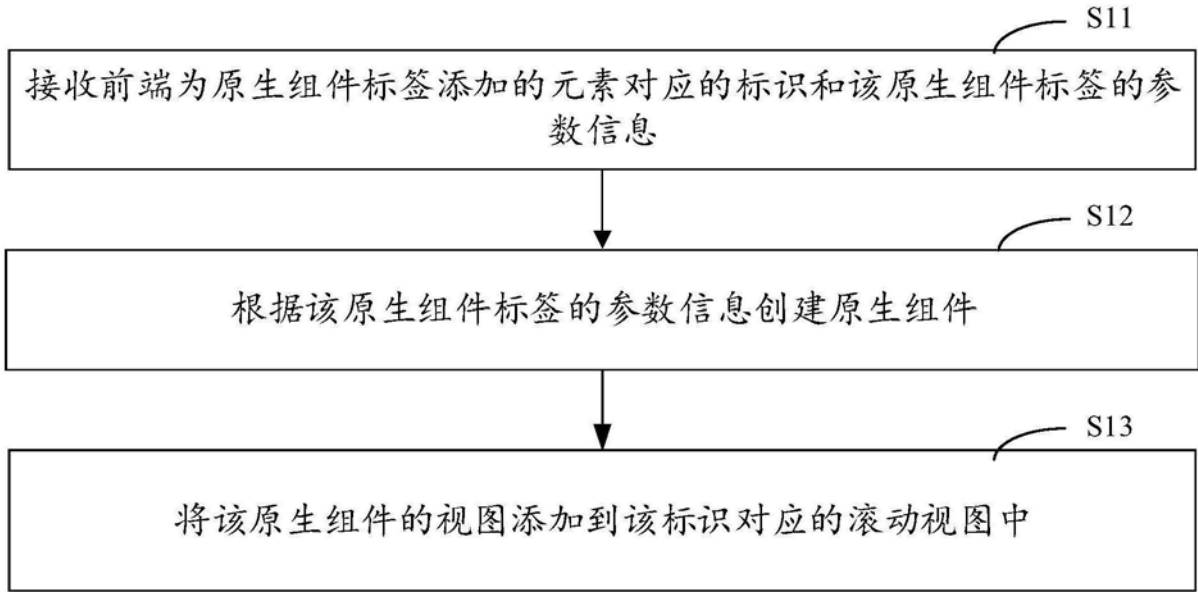 S11
接收前端为原生组件标签添加的元素对应的标识和该原生组件标签的参
数信息
S12
根据该原生组件标签的参数信息创建原生组件
S13
将该原生组件的视图添加到该标识对应的滚动视图中